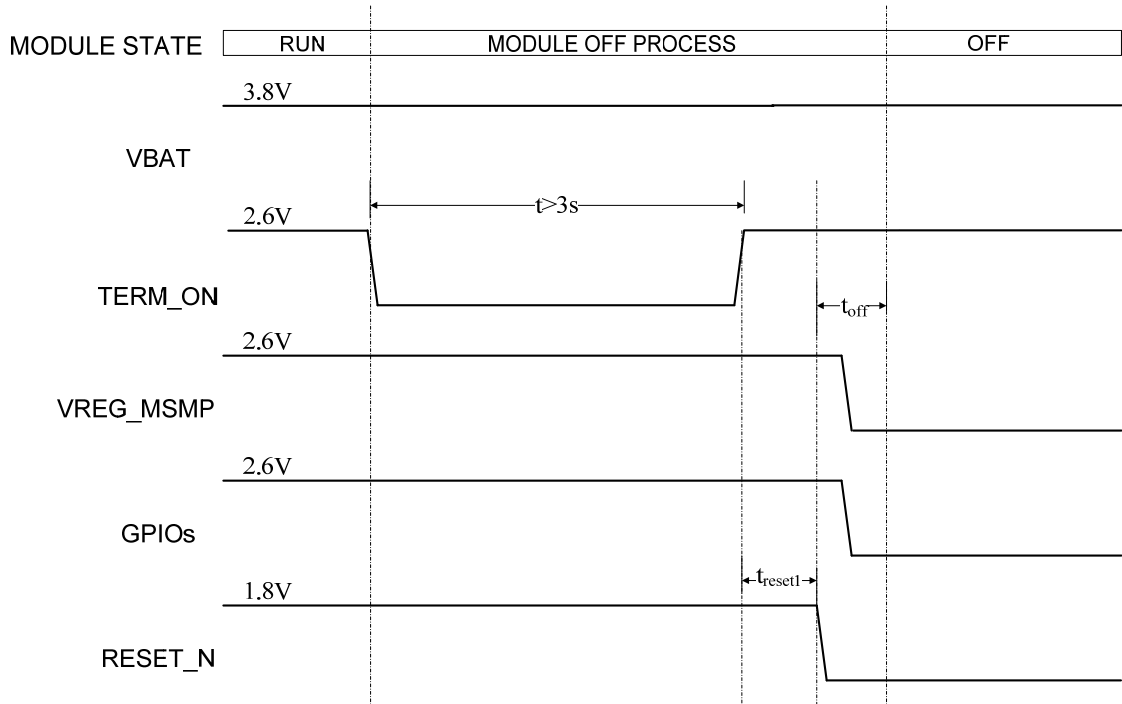 MODULE STATE RUN MODULE OFF PROCESS OFF
3.8V
VBAT
t>3s
2.6V
TERM_ON
toff
2.6V
VREG_MSMP
2.6V
GPIOs
treset1
1.8V
RESET_N